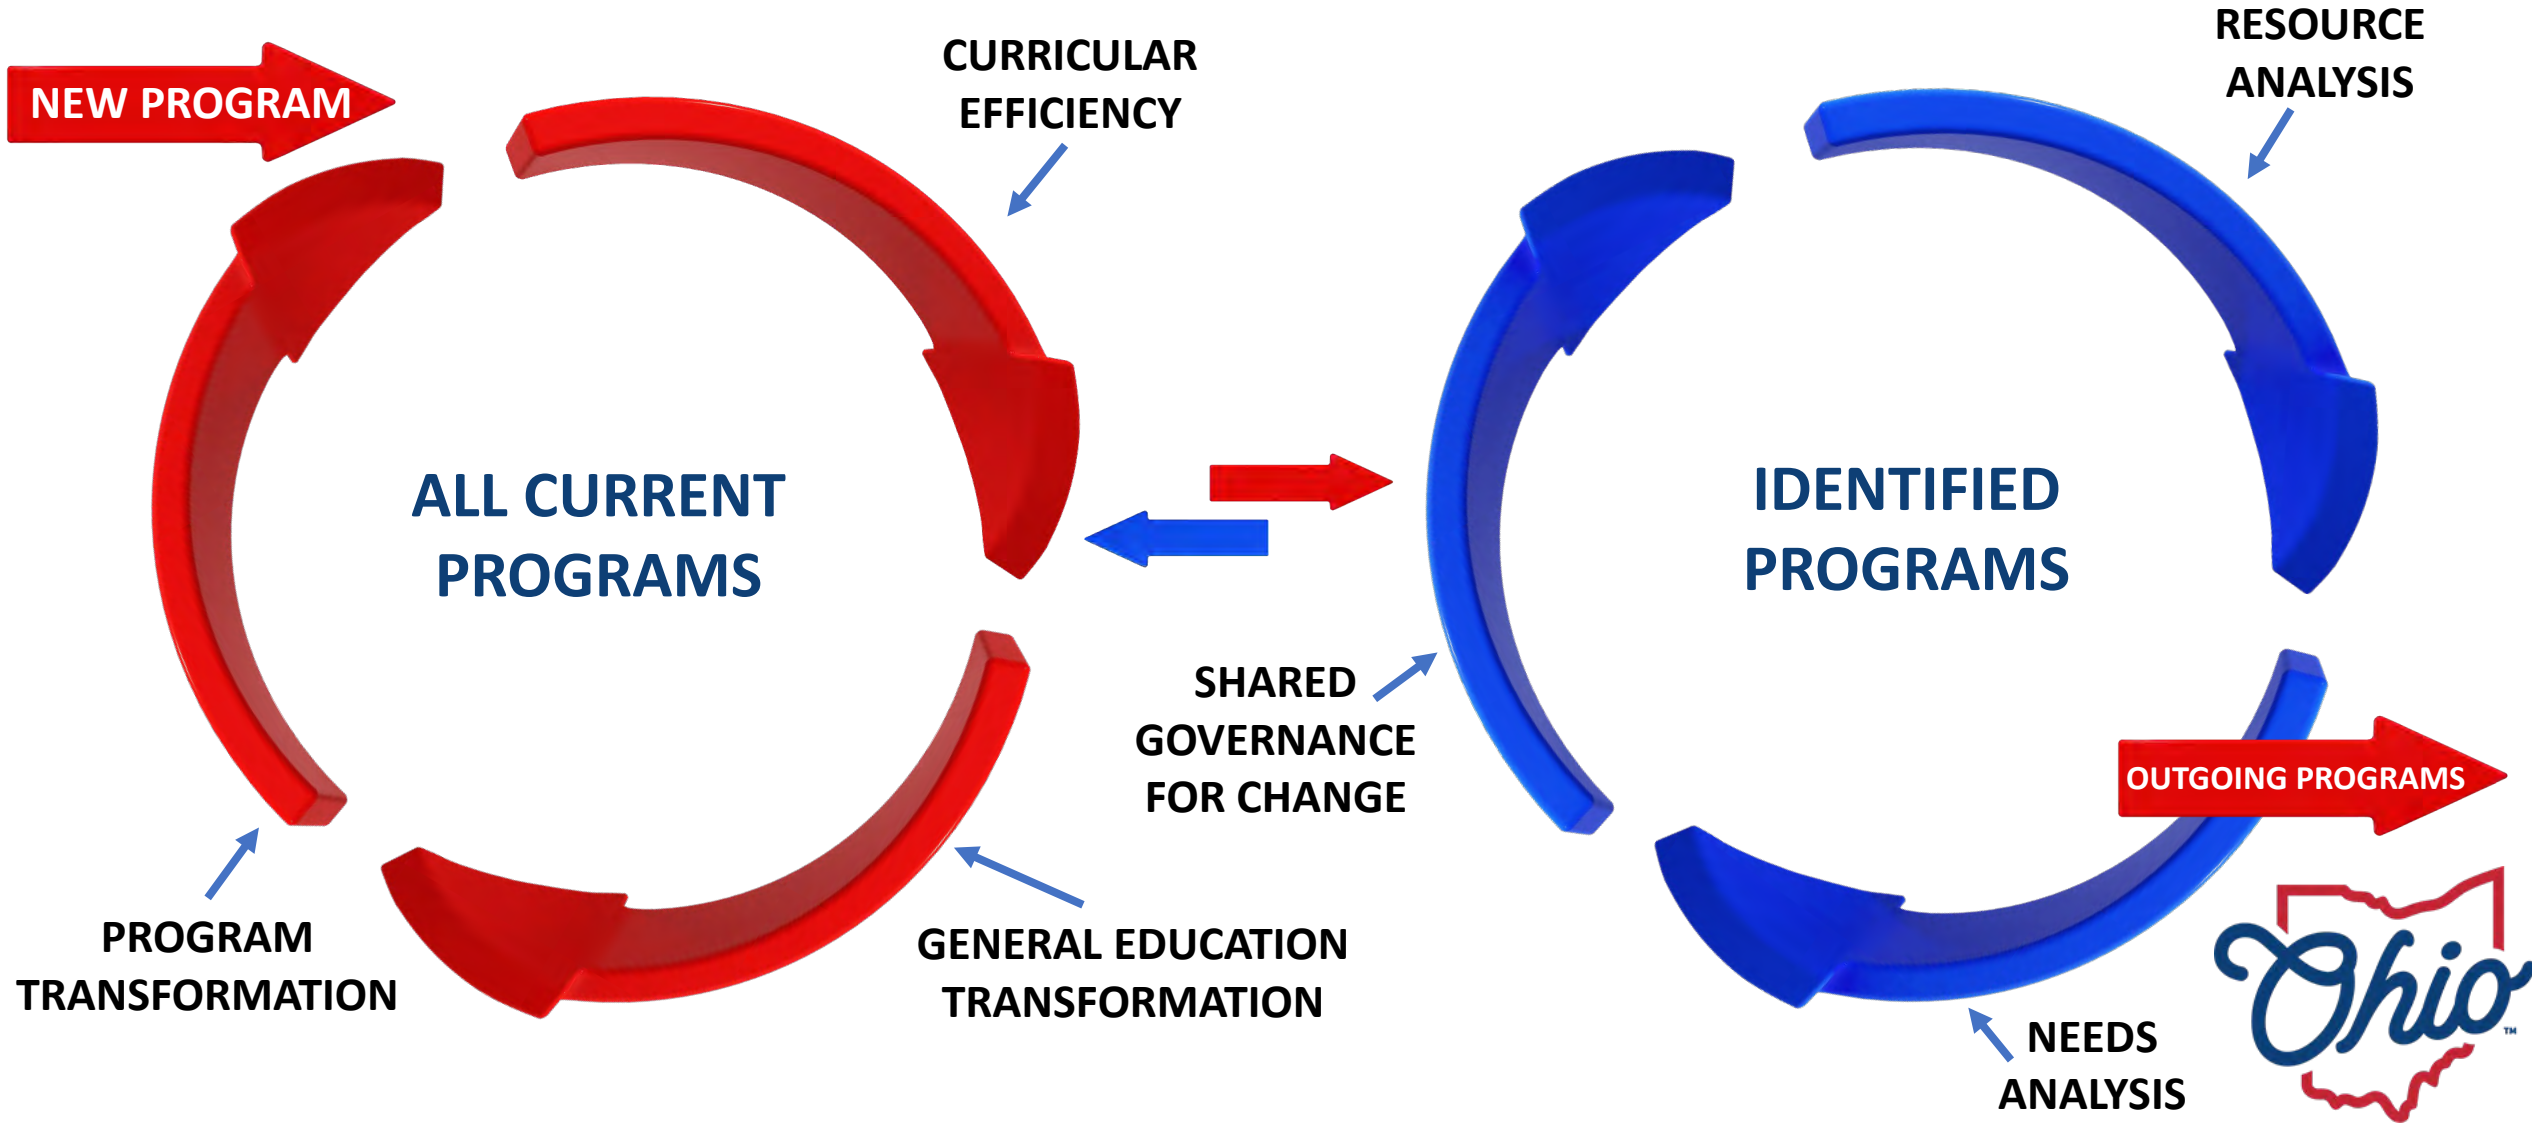 NEW PROGRAM
CURRICULAR
EFFICIENCY
ALL CURRENT
PROGRAMS
PROGRAM
TRANSFORMATION
GENERAL EDUCATION
TRANSFORMATION
RESOURCE
ANALYSIS
IDENTIFIED
PROGRAMS
SHARED
GOVERNANCE
FOR CHANGE
OUTGOING PROGRAMS
NEEDS
ANALYSIS
Ohio
TM